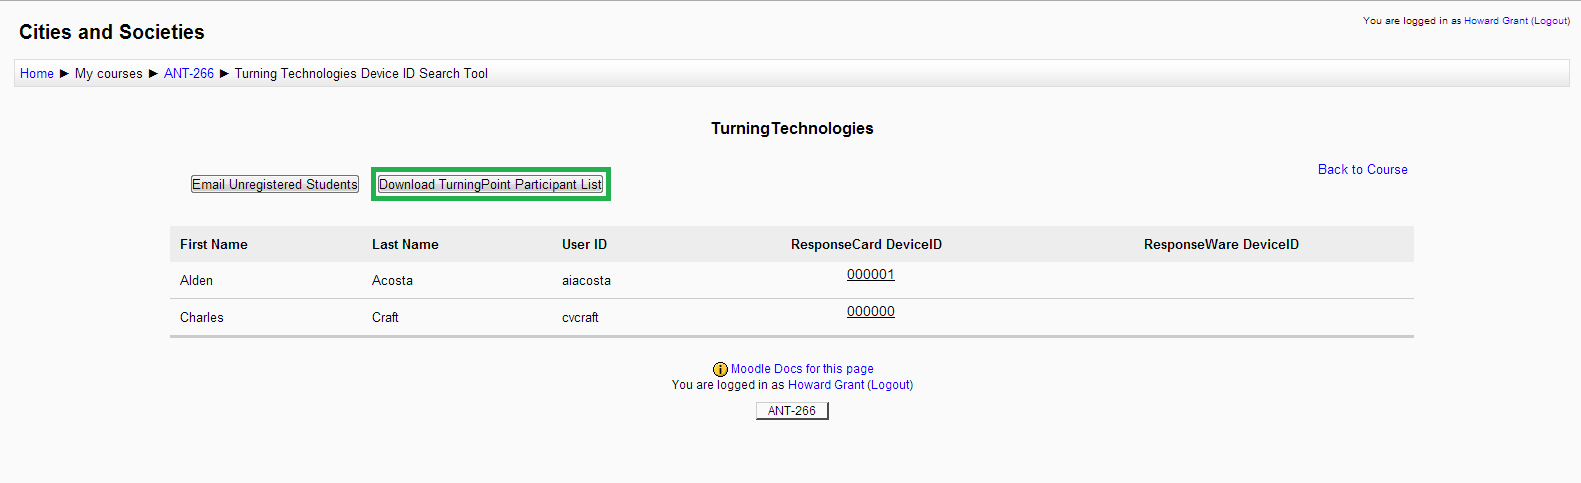 You are logged in as Howard Grant (Logout)
Cities and Societies
Home ► My courses ► ANT-266 ► Turning Technologies Device ID Search Tool
TurningTechnologies
Back to Course
Email Unregistered Students Download TurningPoint Participant List
First Name Last Name User ID ResponseCard DeviceID ResponseWare DeviceID
Alden Acosta aiacosta 000001
Charles Craft cvcraft 000000
Moodle Docs for this page
You are logged in as Howard Grant (Logout)
ANT-266